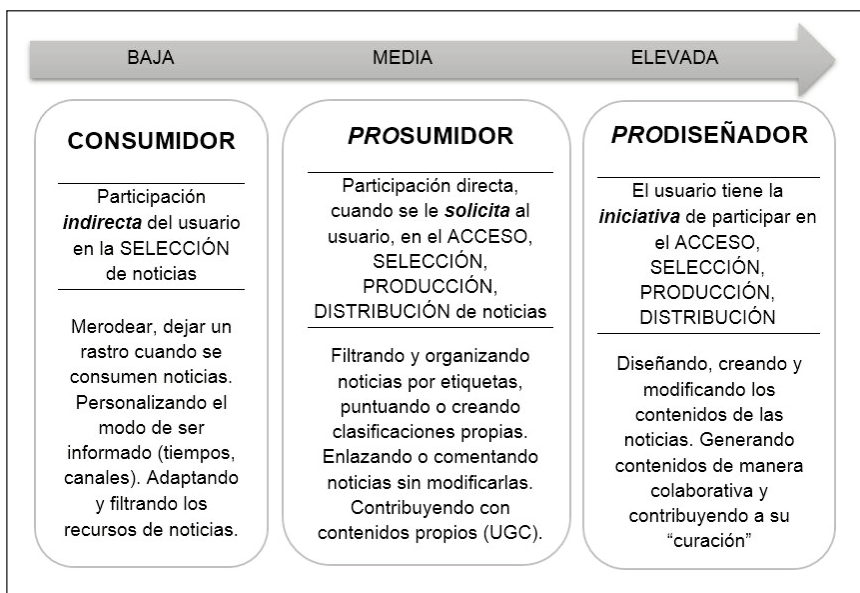 BAJA MEDIA ELEVADA
CONSUMIDOR
Participación
indirecta del usuario
en la SELECCIÓN
de noticias
Merodear, dejar un
rastro cuando se
consumen noticias.
Personalizando el
modo de ser
informado (tiempos,
canales). Adaptando
y filtrando los
recursos de noticias.
PROSUMIDOR
Participación directa,
cuando se le solicita al
usuario, en el ACCESO,
SELECCIÓN,
PRODUCCIÓN,
DISTRIBUCIÓN de noticias
Filtrando y organizando
noticias por etiquetas,
puntuando o creando
clasificaciones propias.
Enlazando o comentando
noticias sin modificarlas.
Contribuyendo con
contenidos propios (UGC).
PRODISEÑADOR
El usuario tiene la
iniciativa de participar en
el ACCESO,
SELECCIÓN,
PRODUCCIÓN,
DISTRIBUCIÓN
Diseñando, creando y
modificando los
contenidos de las
noticias. Generando
contenidos de manera
colaborativa y
contribuyendo a su
“curación”